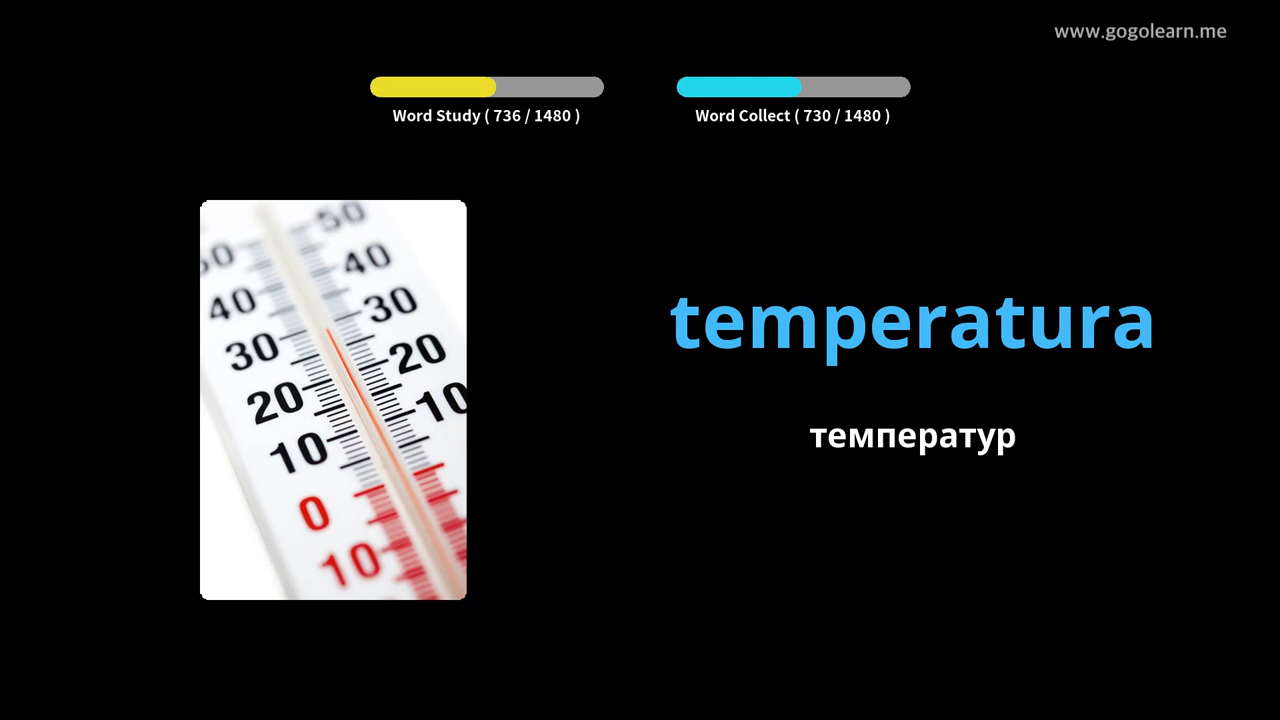 www.gogolearn.me
Word Study ( 736 / 1480 )
Word Collect ( 730 / 1480 )
50
50
40
40
30
30
20
20
10
10
0
10
temperatura
температур